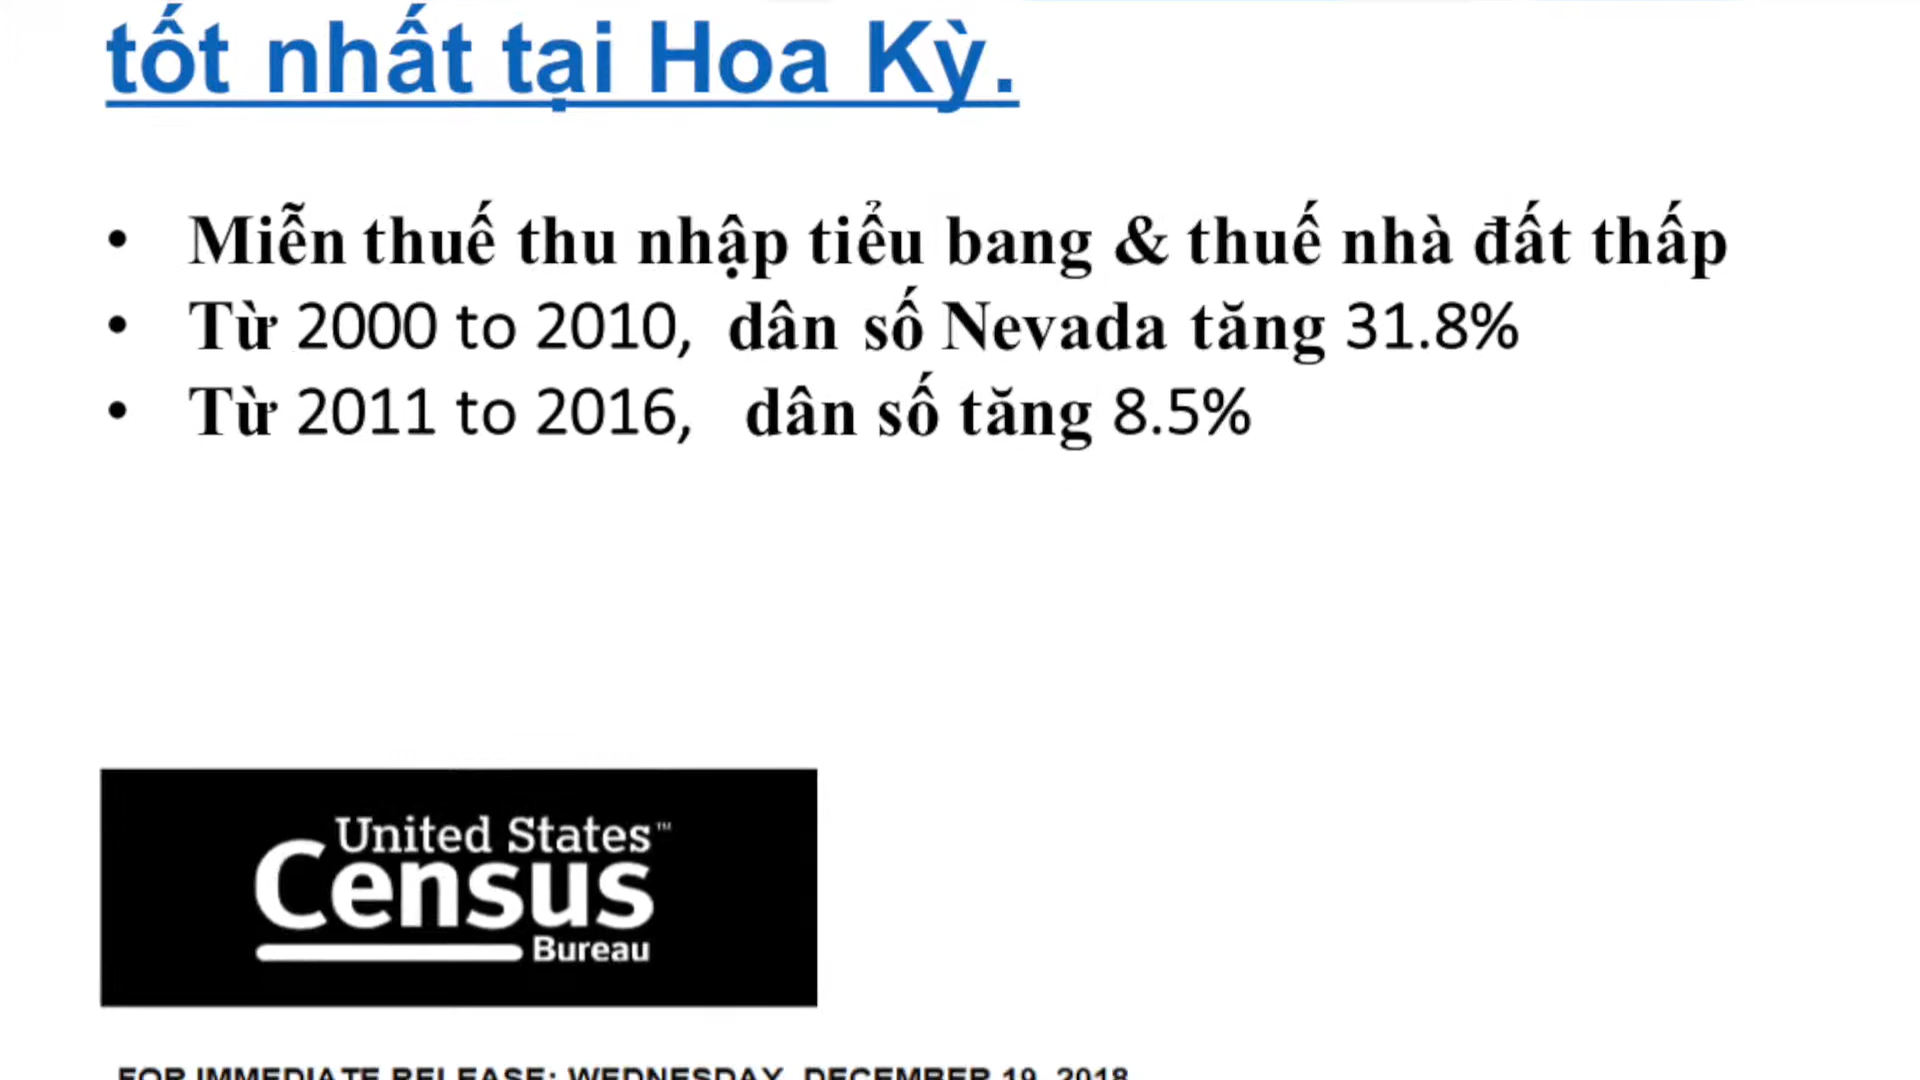 tốt nhất tại Hoa Kỳ.
• Miễn thuế thu nhập tiểu bang & thuế nhà đất thấp
• Từ 2000 to 2010, dân số Nevada tăng 31.8%
• Từ 2011 to 2016, dân số tăng 8.5%
United States™
Census
Bureau
FOR IMMEDIATE RELEASE: WEDNESDAY, DECEMBER 19, 2018